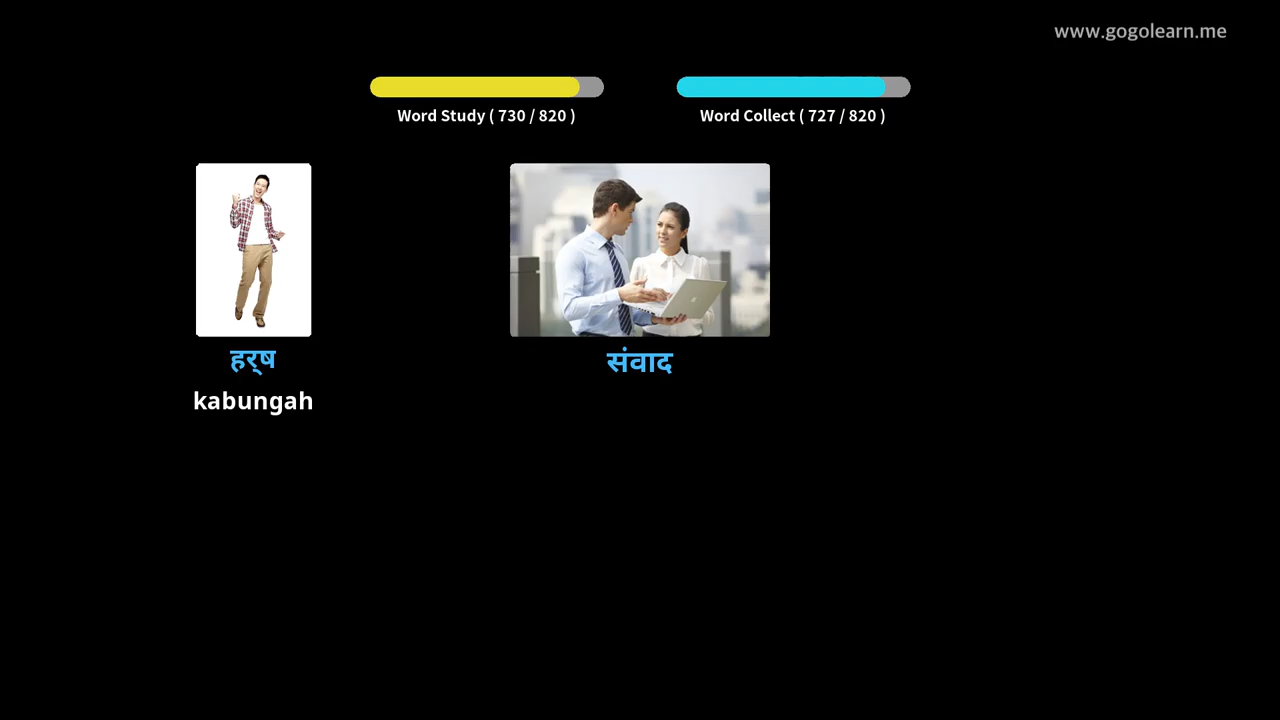 www.gogolearn.me
Word Study ( 730 / 820 )
Word Collect ( 727 / 820 )
हर्‌ष
संवाद
kabungah